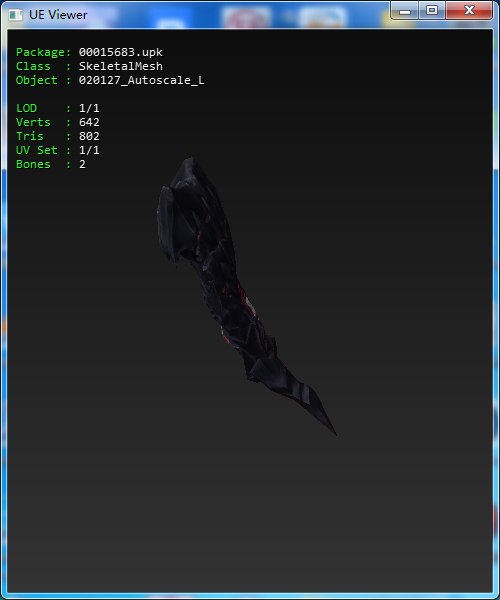 UE Viewer
Package: 00015683.upk
Class : SkeletalMesh
Object : 020127_Autoscale_L
LOD : 1/1
Verts : 642
Tris : 802
UV Set : 1/1
Bones : 2